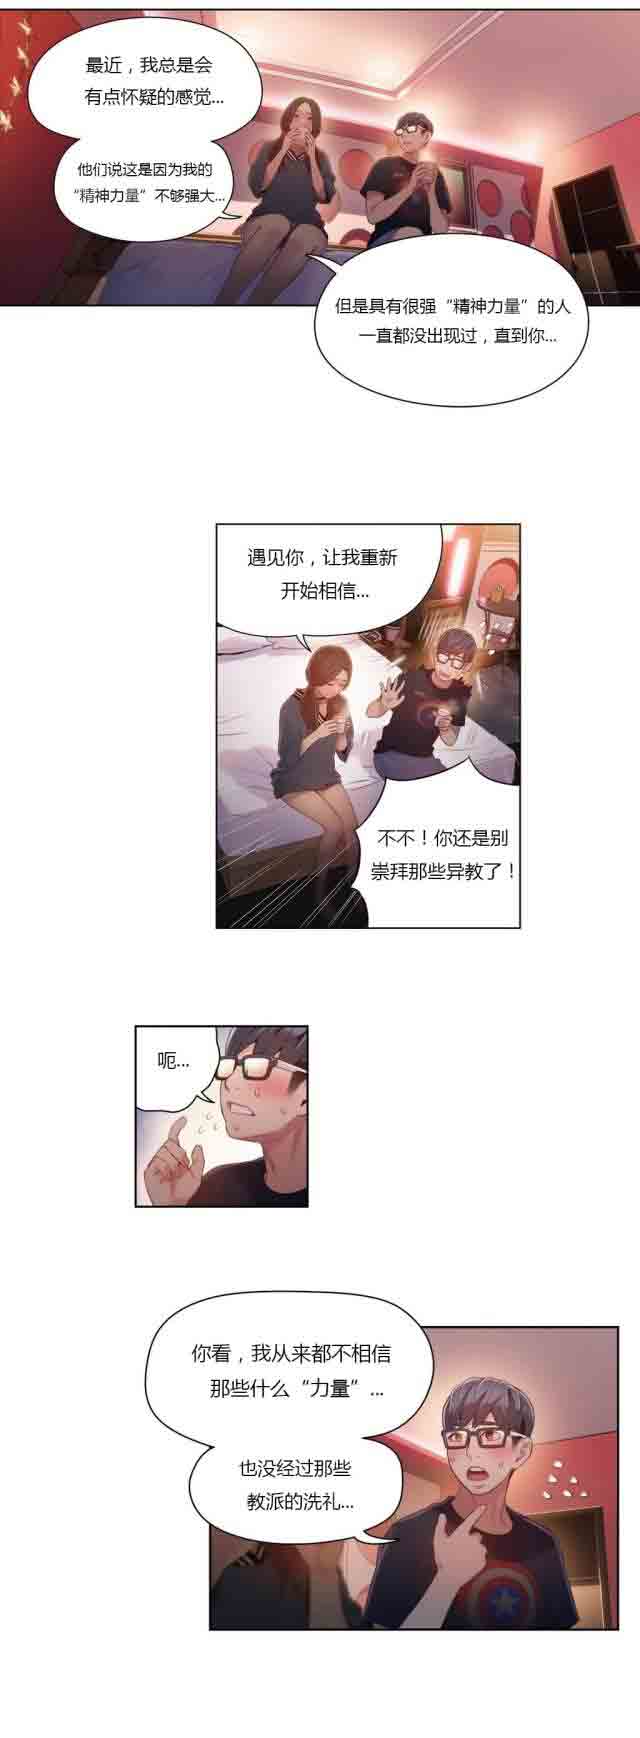 最近，我总是会
有点怀疑的感觉...
他们说这是因为我的
“精神力量”不够强大...
但是具有很强“精神力量”的人
一直都没出现过，直到你...
遇见你，让我重新
开始相信...
不不！你还是别
崇拜那些异教了！
呃...
你看，我从来都不相信
那些什么“力量”...
也没经过那些
教派的洗礼...